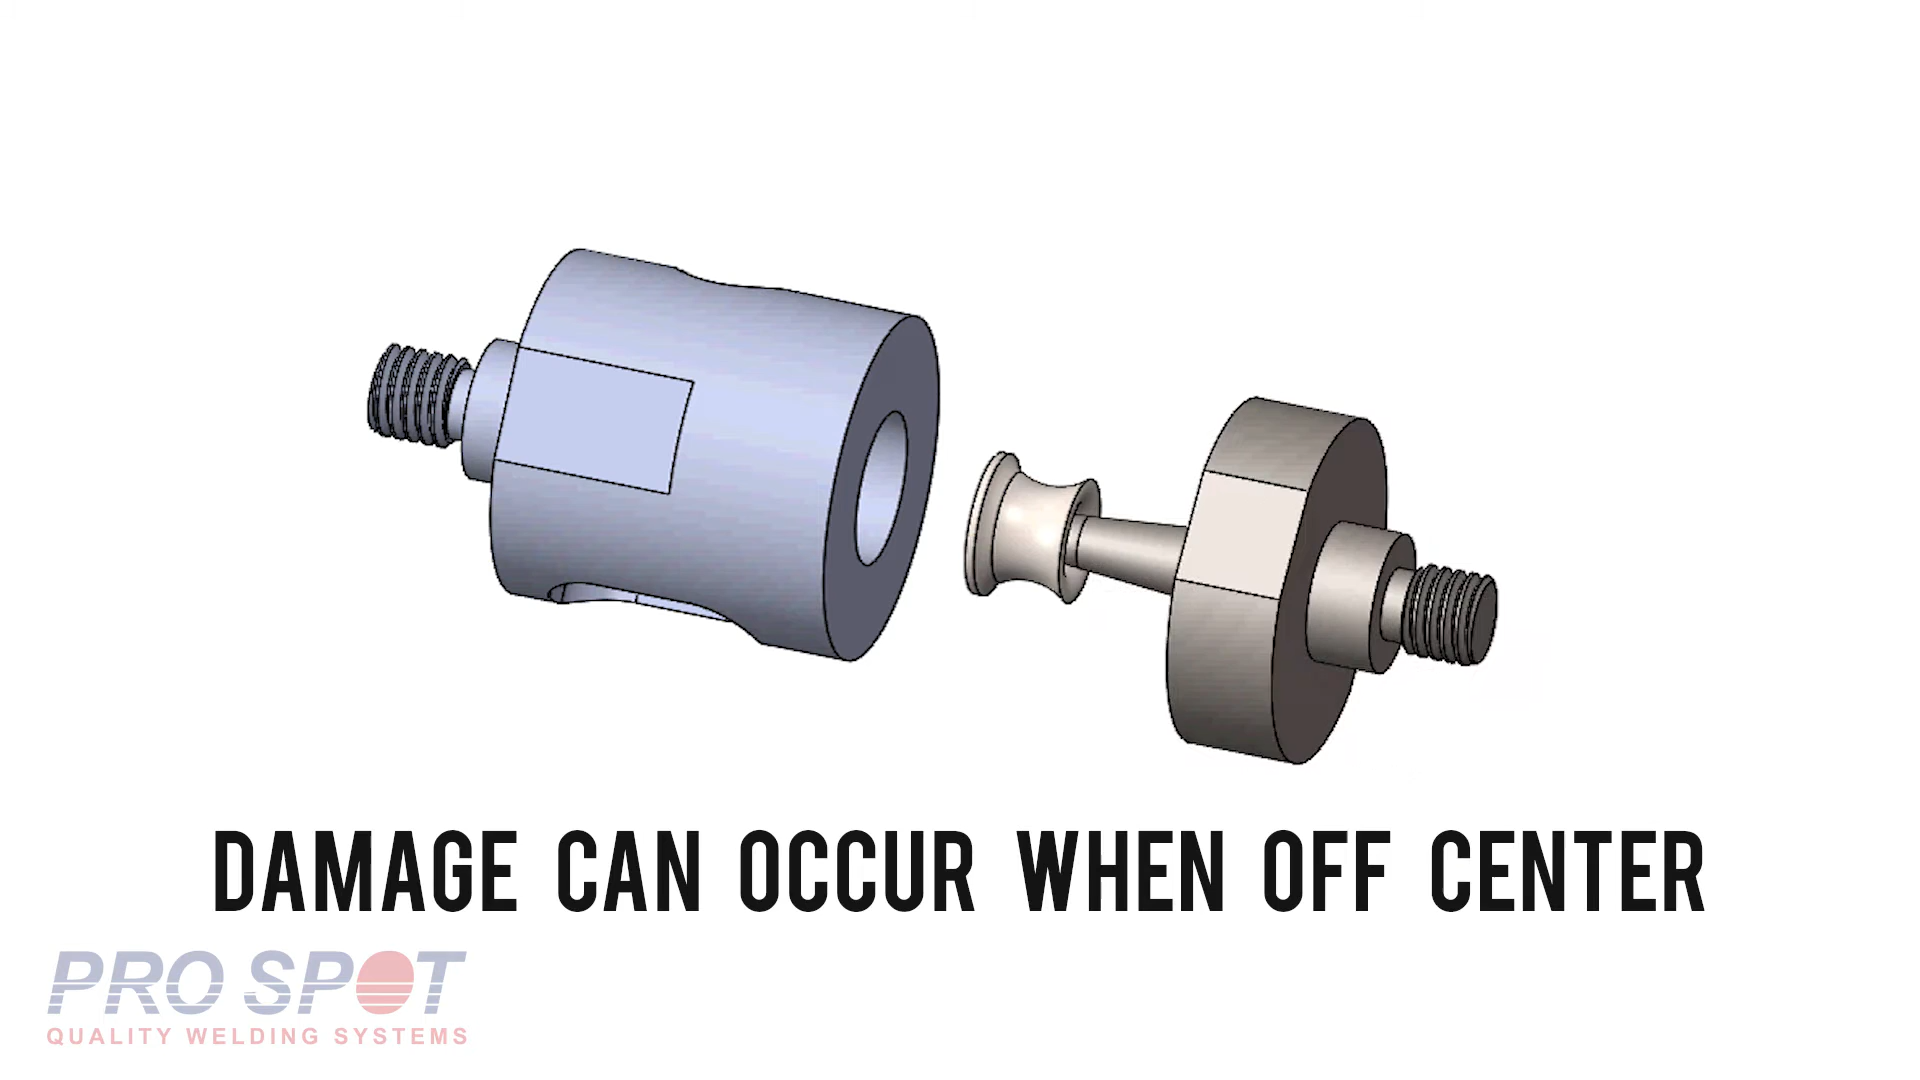 DAMAGE CAN OCCUR WHEN OFF CENTER
PRO SPOT
QUALITY WELDING SYSTEMS